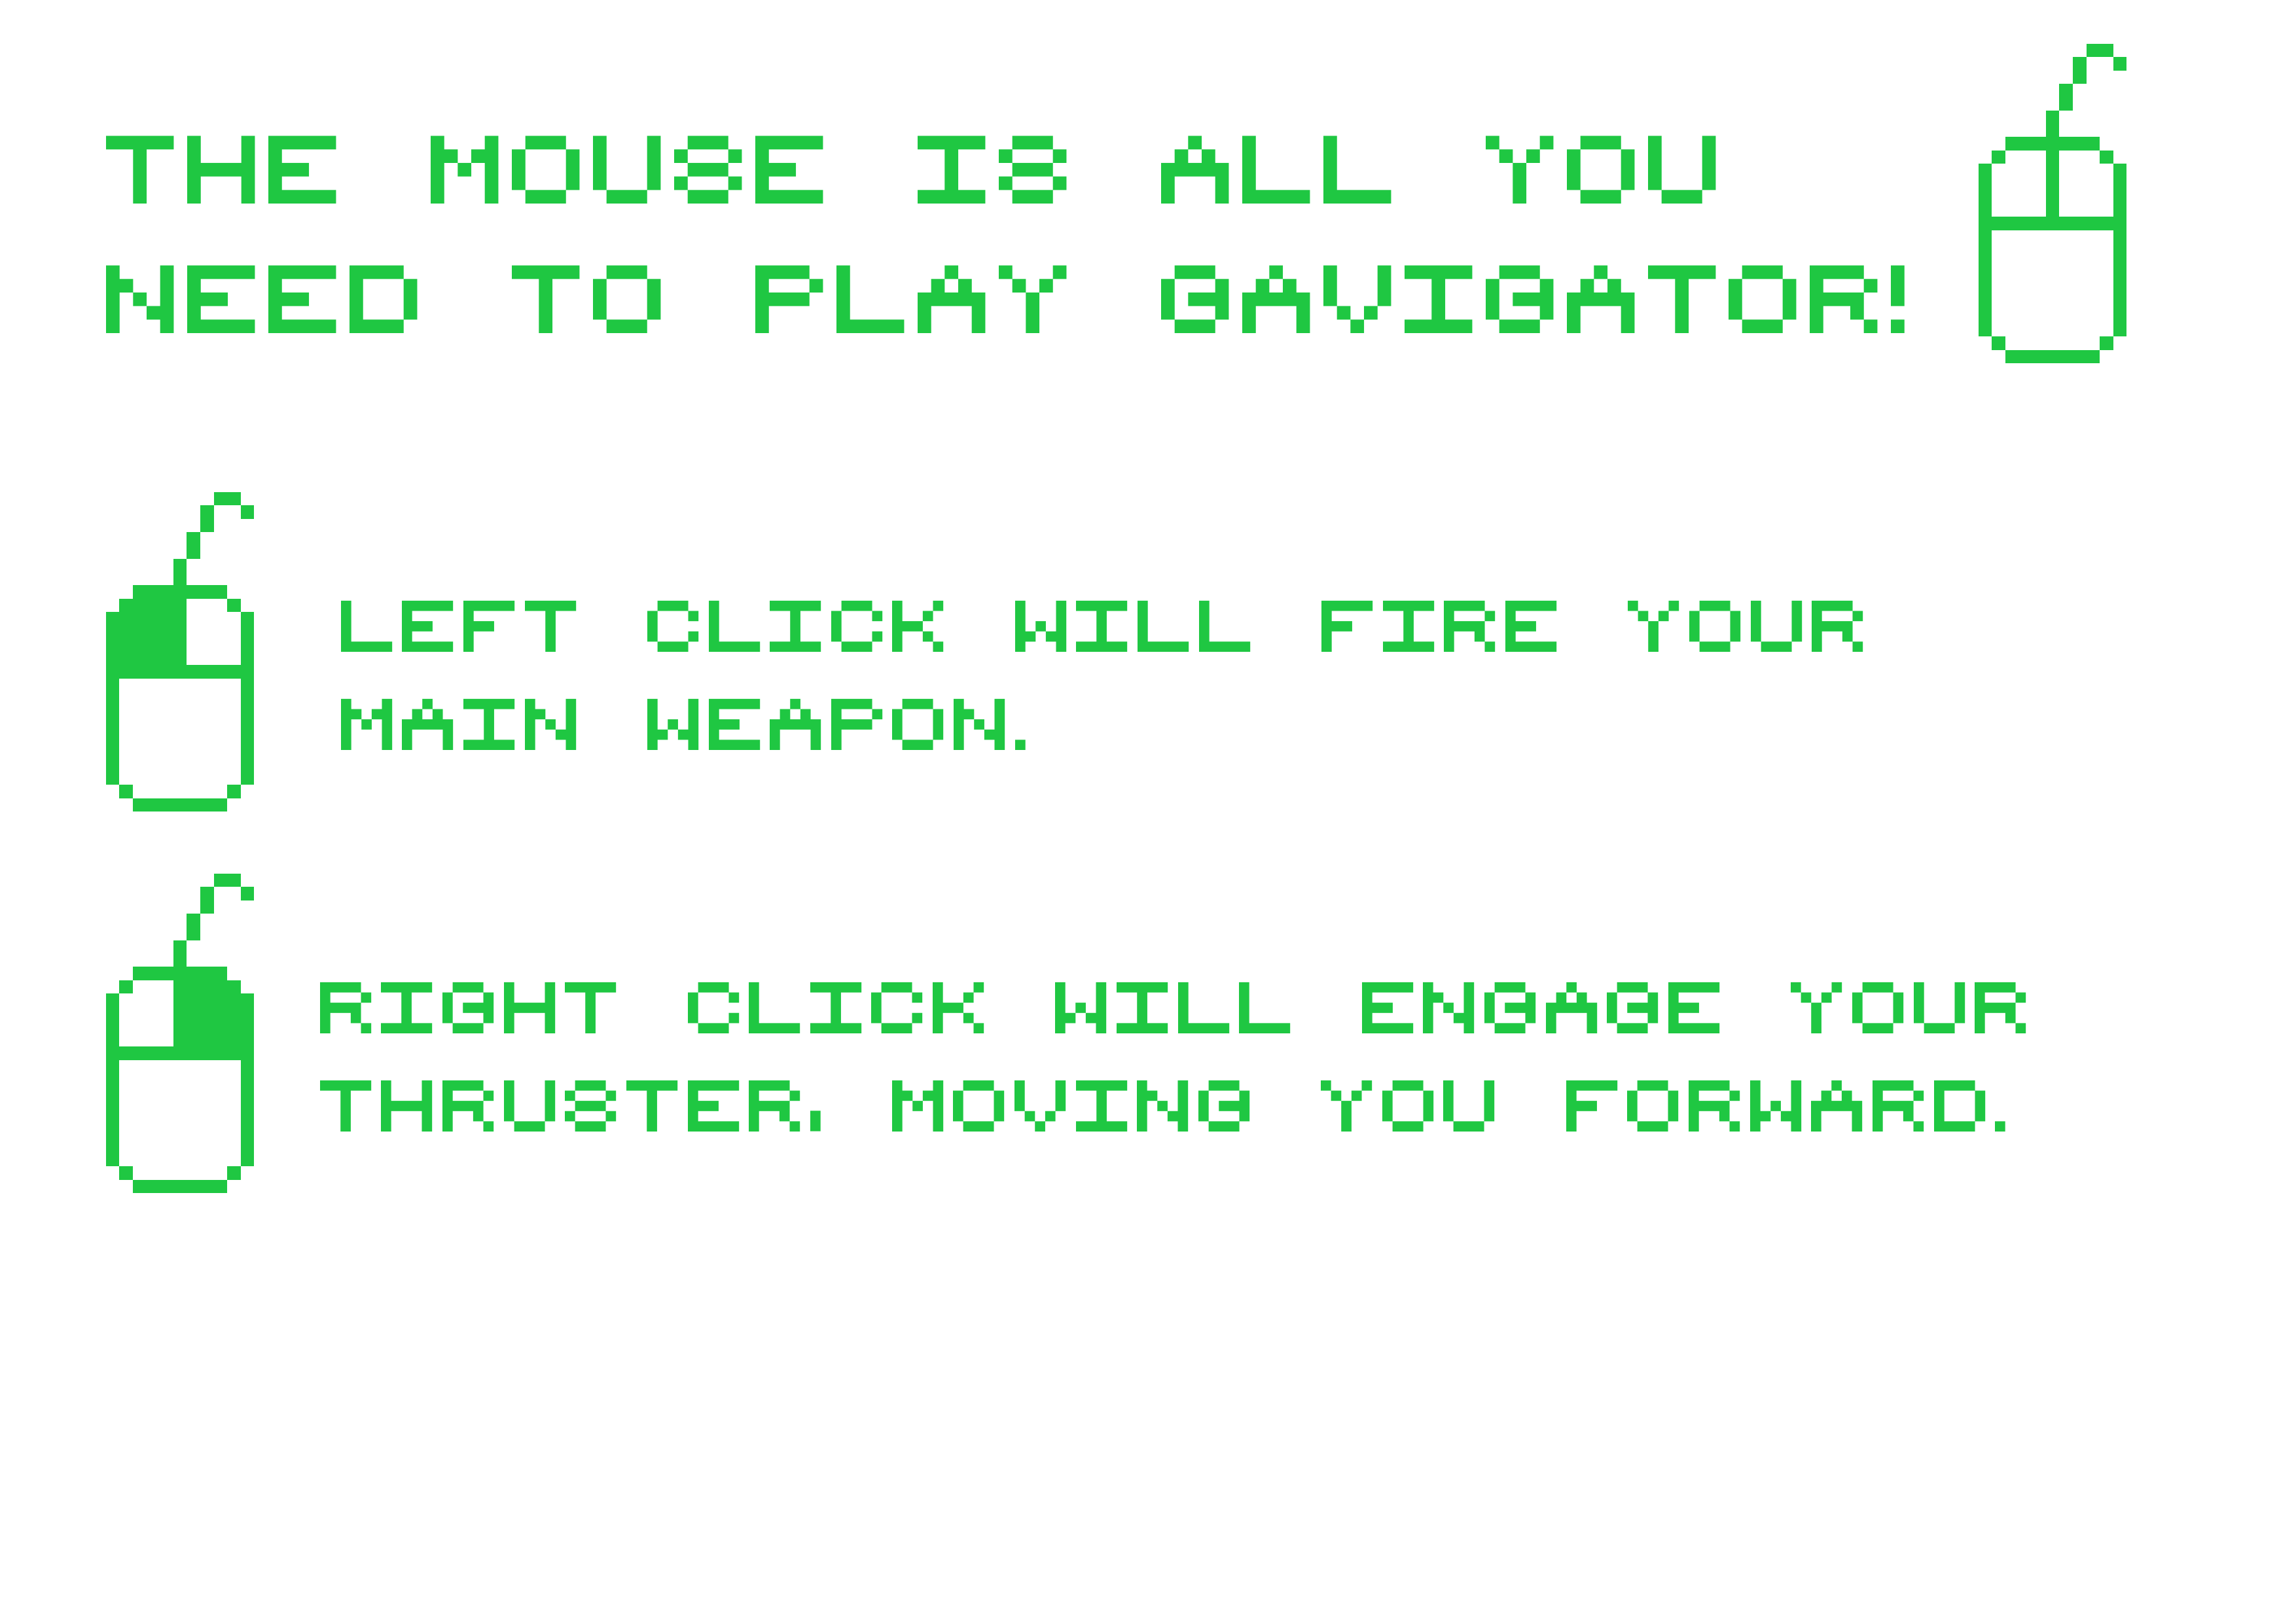 THE MOUSE IS ALL YOU
NEED TO PLAY GAVIGATOR!
LEFT CLICK WILL FIRE YOUR
MAIN WEAPON.
RIGHT CLICK WILL ENGAGE YOUR
THRUSTER, MOVING YOU FORWARD.